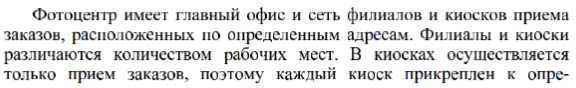 Фотоцентр имеет главный офис и сеть филиалов и киосков приема
заказов, расположенных по определенным адресам. Филиалы и киоски
различаются количеством рабочих мест. В киосках осуществляется
только прием заказов, поэтому каждый киоск прикреплен к опре-